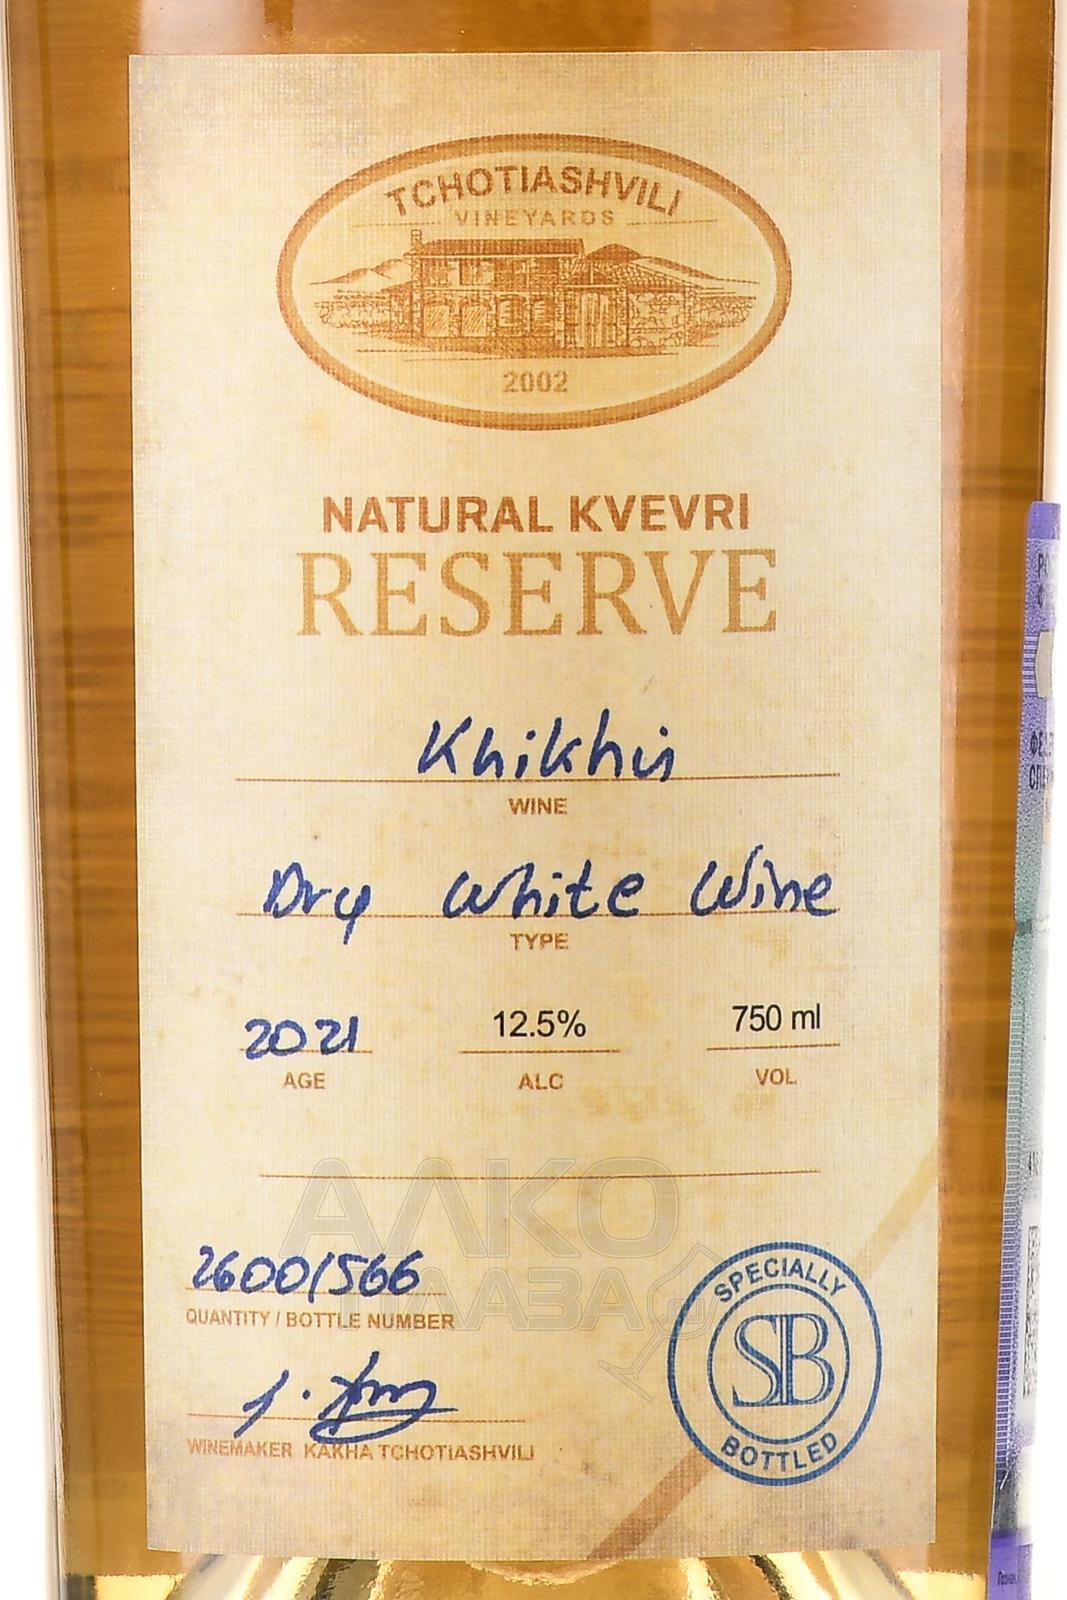 TCHOTIASHVILI
VINEYARDS
2002
NATURAL KVEVRI
RESERVE
Khikhvi
WINE
Dry White Wine
TYPE
2021 12.5% 750 ml
AGE ALC VOL.
2600/566
QUANTITY / BOTTLE NUMBER
WINEMAKER KAKHA TCHOTIASHVILI
SPECIALLY
SB
BOTTLED
АЛКО
ПЛАЗА